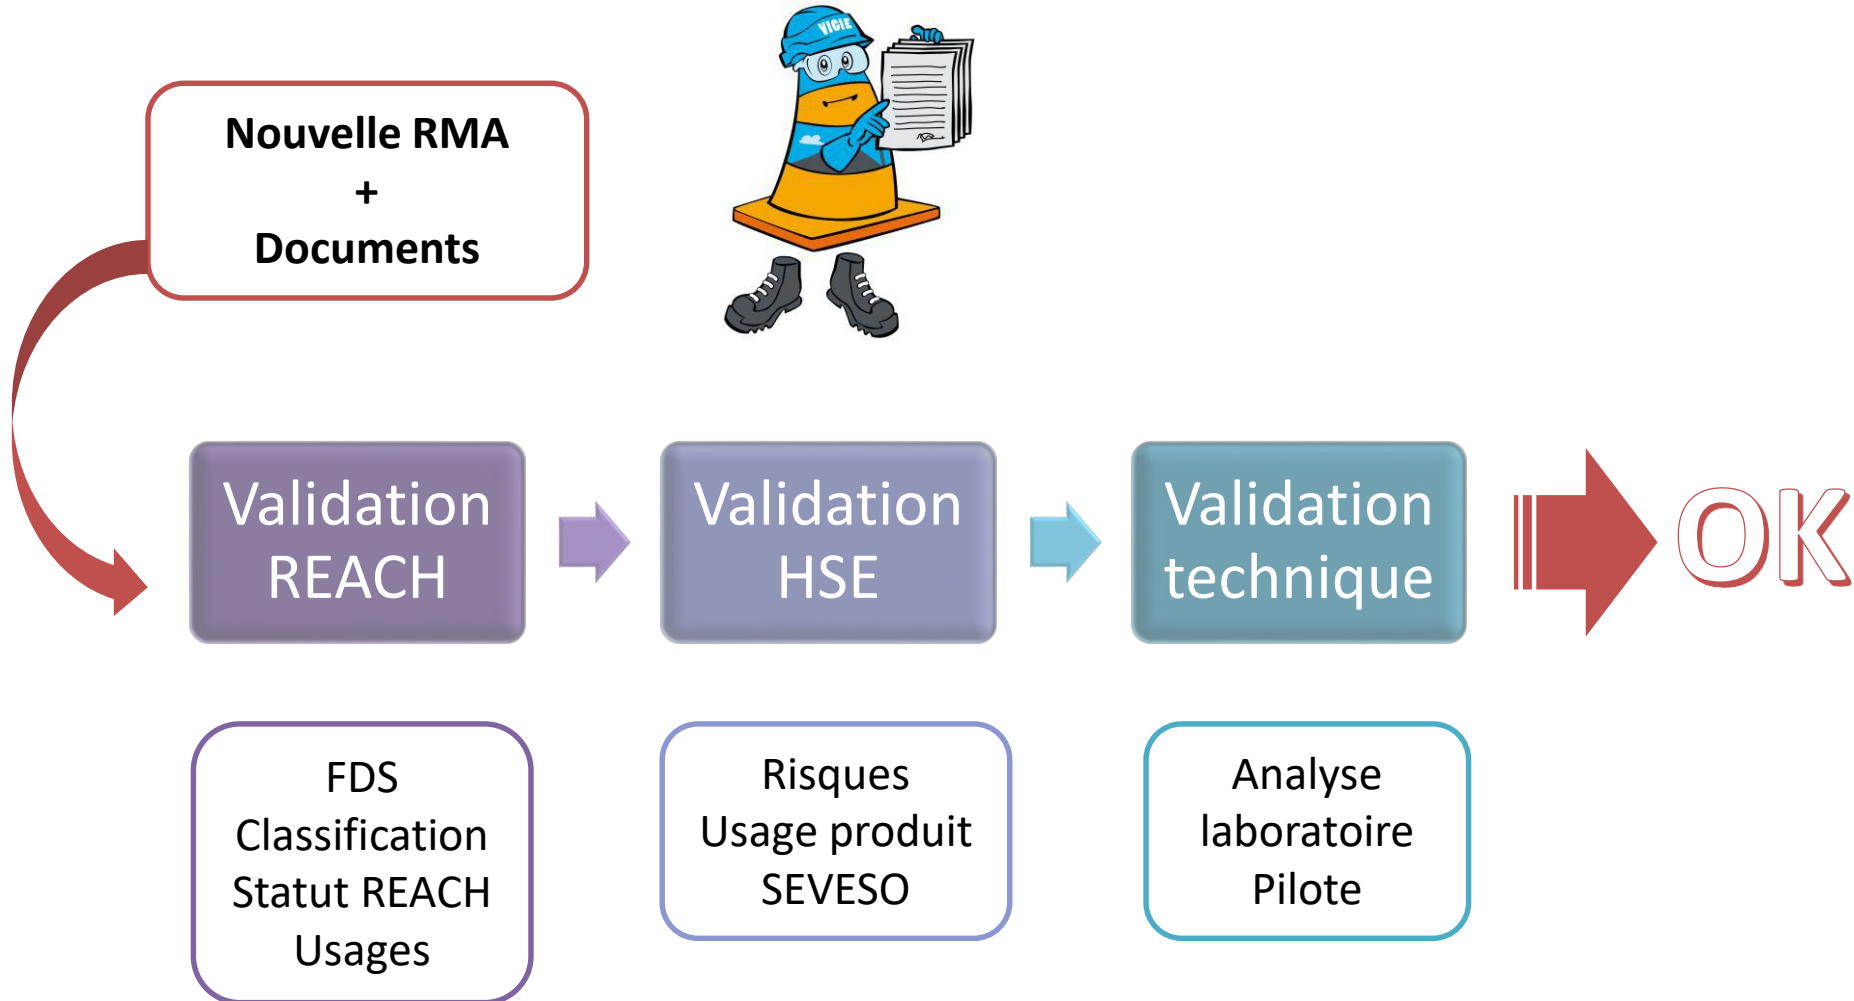 VIGIE
Nouvelle RMA
+
Documents
Validation
REACH
Validation
HSE
Validation
technique
OK
FDS
Classification
Statut REACH
Usages
Risques
Usage produit
SEVESO
Analyse
laboratoire
Pilote